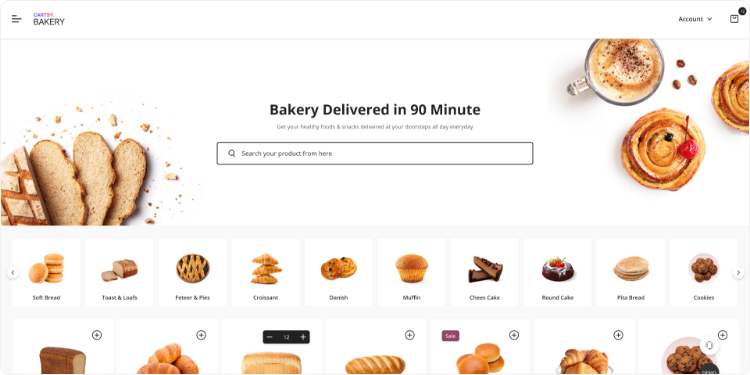 CARTSY.
BAKERY
Account
Bakery Delivered in 90 Minute
Get your healthy foods & snacks delivered at your doorsteps all day everyday
Search your product from here
Soft Bread
Toast & Loafs
Feteer & Pies
Croissant
Danish
Muffin
Chees Cake
Round Cake
Pita Bread
Cookies
12
Sale
DEMO